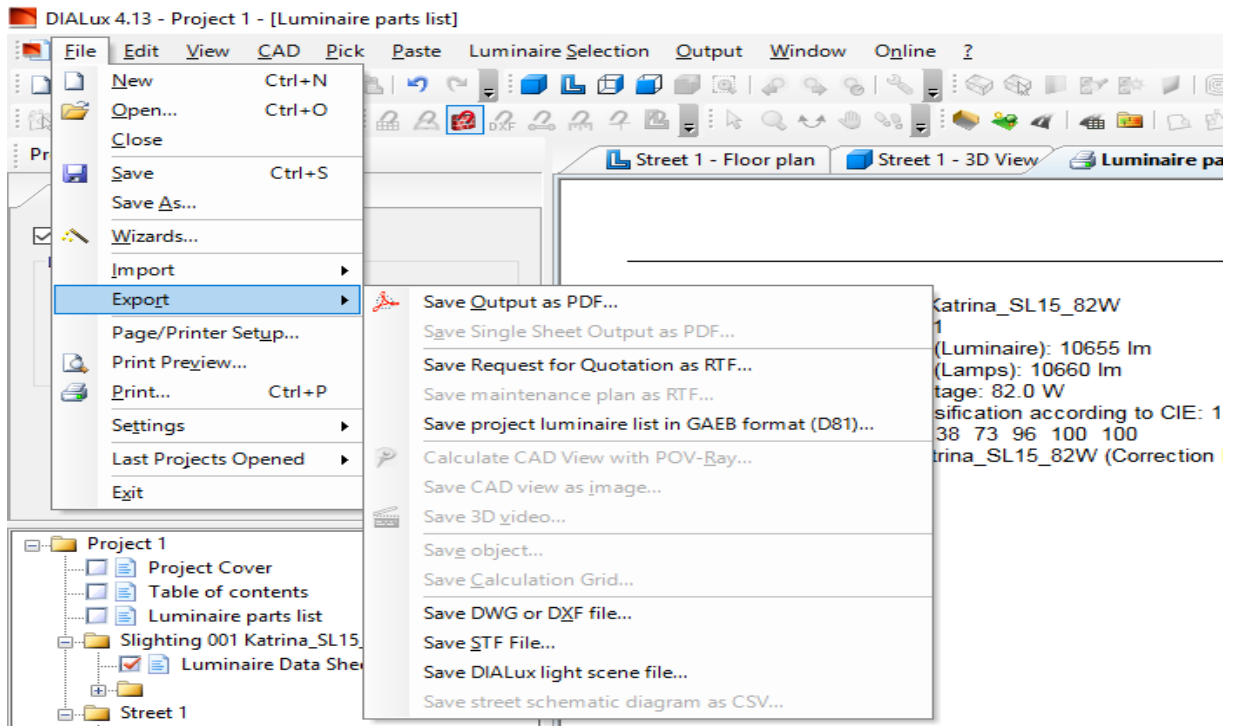 DIALux 4.13 - Project 1 - [Luminaire parts list]
File Edit View CAD Pick Paste Luminaire Selection Output Window Online ?
New Ctrl+N
Open... Ctrl+O
Close
Save Ctrl+S
Save As...
Wizards...
Import
Export
Page/Printer Setup...
Print Preview...
Print... Ctrl+P
Settings
Last Projects Opened
Exit
DXF
Pr
Street 1 - Floor plan Street 1 - 3D View Luminaire pa
Save Output as PDF...
Save Single Sheet Output as PDF...
Save Request for Quotation as RTF...
Save maintenance plan as RTF...
Save project luminaire list in GAEB format (D81)...
Calculate CAD View with POV-Ray...
Save CAD view as image...
Save 3D video...
Save object...
Save Calculation Grid...
Save DWG or DXF file...
Save STF File...
Save DIALux light scene file...
Save street schematic diagram as CSV...
Katrina_SL15_82W
1
(Luminaire): 10655 lm
(Lamps): 10660 lm
tage: 82.0 W
sification according to CIE: 1
38 73 96 100 100
trina_SL15_82W (Correction
Project 1
Project Cover
Table of contents
Luminaire parts list
Slighting 001 Katrina_SL15_
Luminaire Data Shee
Street 1